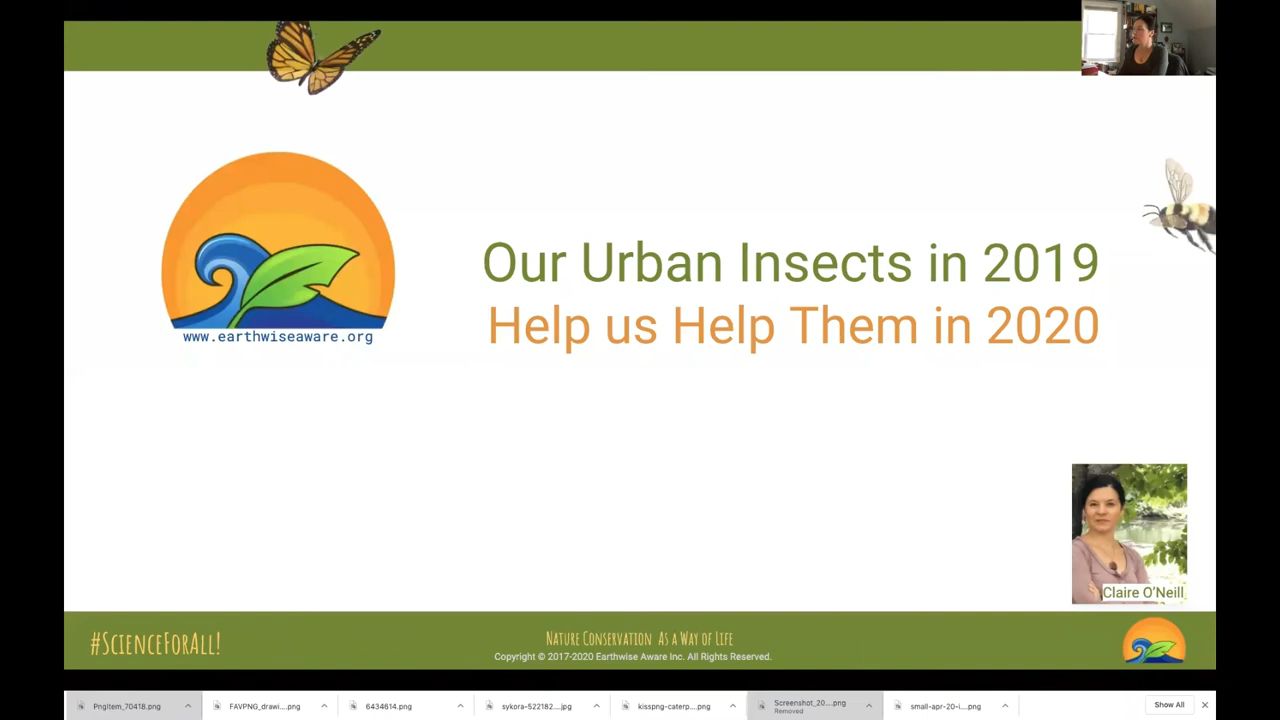 www.earthwiseaware.org
Our Urban Insects in 2019
Help us Help Them in 2020
Claire O'Neill
#ScienceForAll!
Nature Conservation As a Way of Life
Copyright © 2017-2020 Earthwise Aware Inc. All Rights Reserved.
PngItem_70418.png
FAVPNG_drawi....png
6434614.png
sykora-522182....jpg
kisspng-caterp....png
Screenshot_20....png
Removed
small-apr-20-i....png
Show All